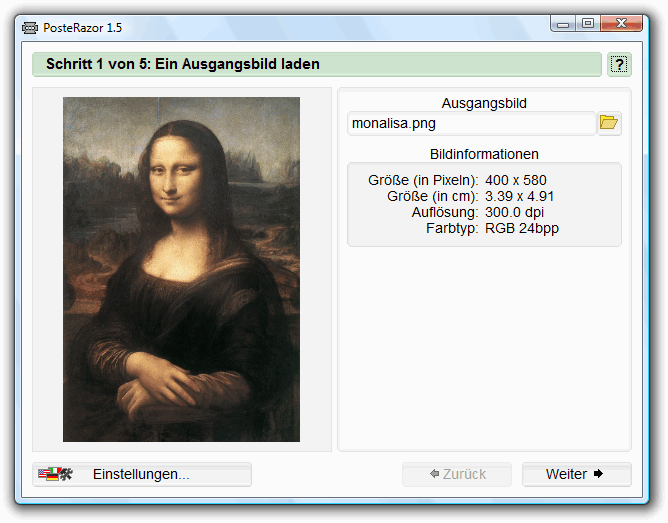 PosteRazor 1.5
Schritt 1 von 5: Ein Ausgangsbild laden
?
Ausgangsbild
monalisa.png
Bildinformationen
Größe (in Pixeln): 400 x 580
Größe (in cm): 3.39 x 4.91
Auflösung: 300.0 dpi
Farbtyp: RGB 24bpp
Einstellungen...
Zurück
Weiter